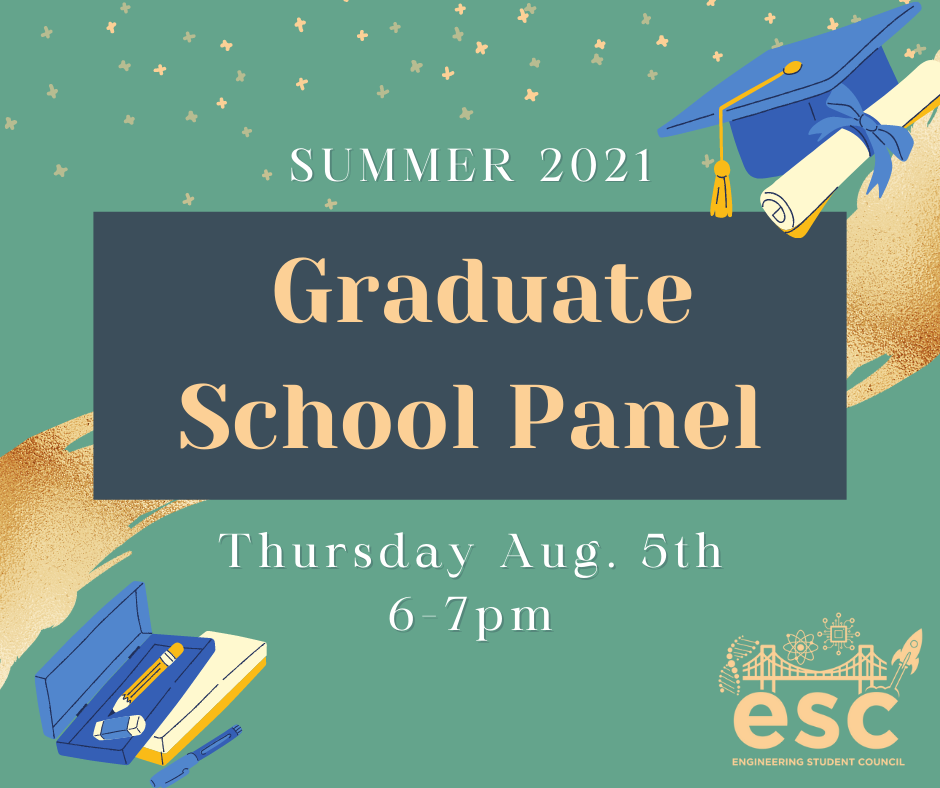 SUMMER 2021
Graduate
School Panel
Thursday Aug. 5th
6-7pm
esc
ENGINEERING STUDENT COUNCIL